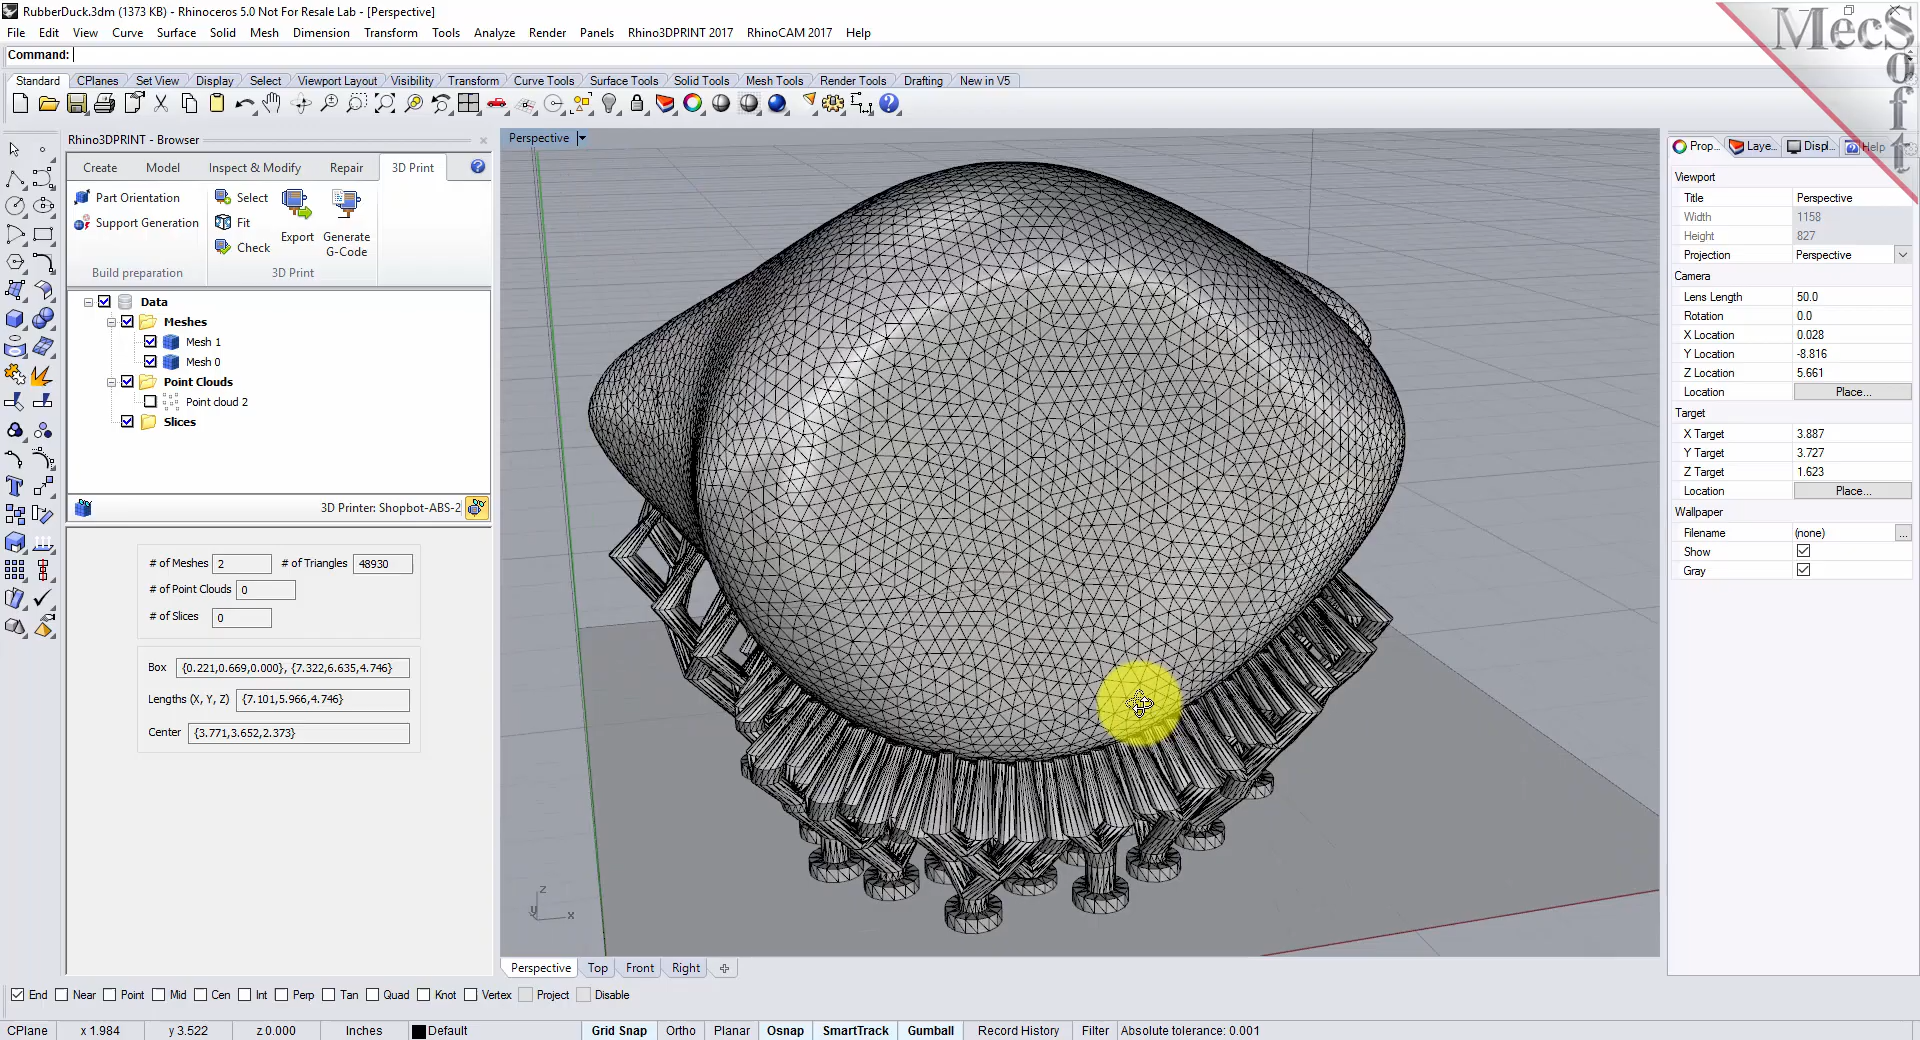 RubberDuck.3dm (1373 KB) - Rhinoceros 5.0 Not For Resale Lab - [Perspective]
File Edit View Curve Surface Solid Mesh Dimension Transform Tools Analyze Render Panels Rhino3DPRINT 2017 RhinoCAM 2017 Help
MecSoft
Command:
Standard CPlanes Set View Display Select Viewport Layout Visibility Transform Curve Tools Surface Tools Solid Tools Mesh Tools Render Tools Drafting New in V5
Rhino3DPRINT - Browser
Create Model Inspect & Modify Repair 3D Print
Part Orientation
Support Generation
Build preparation
Select
Fit
Check
Export
Generate
G-Code
3D Print
Data
Meshes
Mesh 1
Mesh 0
Point Clouds
Point cloud 2
Slices
3D Printer: Shopbot-ABS-2
# of Meshes 2 # of Triangles 48930
# of Point Clouds 0
# of Slices 0
Box {0.221,0.669,0.000}, {7.322,6.635,4.746}
Lengths (X, Y, Z) {7.101,5.966,4.746}
Center {3.771,3.652,2.373}
Perspective
z
y
x
Perspective Top Front Right
Prop... Laye... Displ... Help
Viewport
Title Perspective
Width 1158
Height 827
Projection Perspective
Camera
Lens Length 50.0
Rotation 0.0
X Location 0.028
Y Location -8.816
Z Location 5.661
Location Place...
Target
X Target 3.887
Y Target 3.727
Z Target 1.623
Location Place...
Wallpaper
Filename (none) ...
Show
Gray
End Near Point Mid Cen Int Perp Tan Quad Knot Vertex Project Disable
CPlane x 1.984 y 3.522 z 0.000 Inches Default Grid Snap Ortho Planar Osnap SmartTrack Gumball Record History Filter Absolute tolerance: 0.001